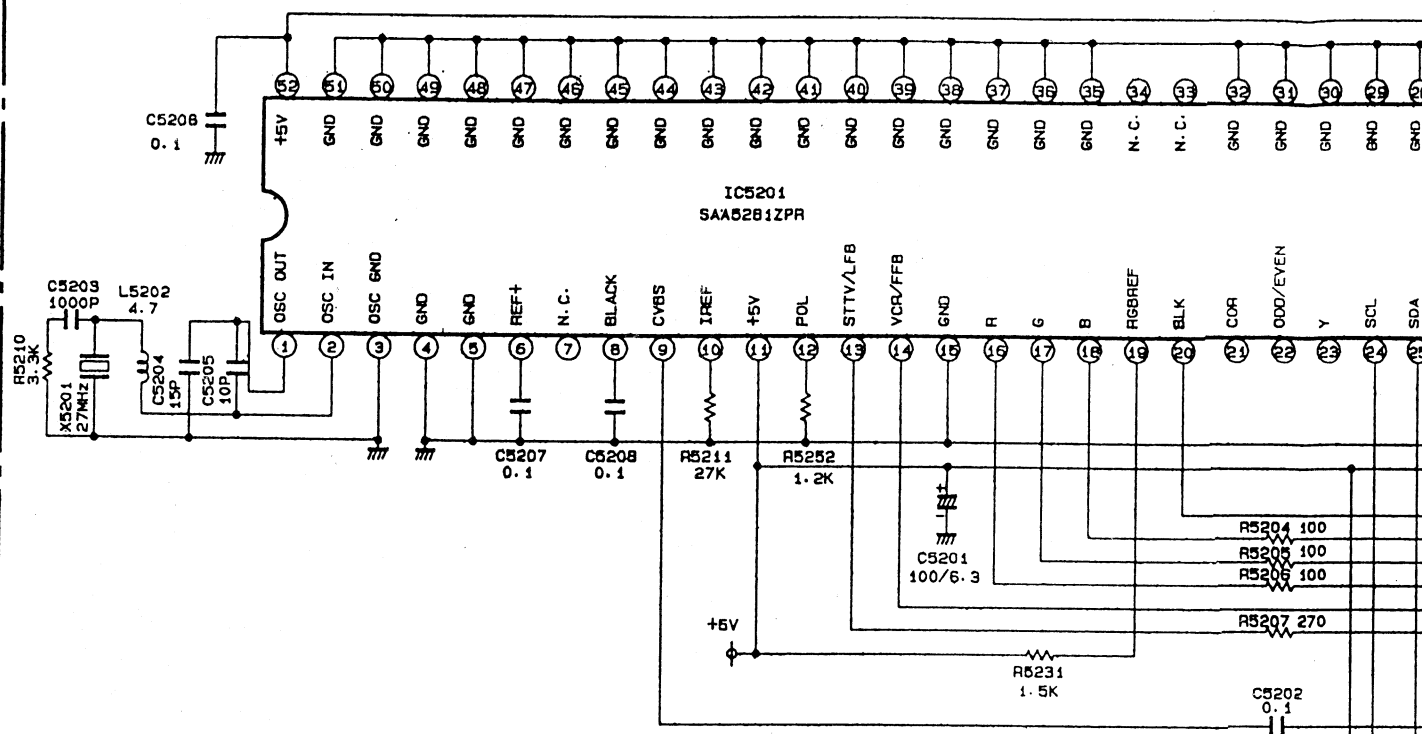 52 51 50 49 48 47 46 45 44 43 42 41 40 39 38 37 36 35 34 33 32 31 30 29 28
C5208
0.1
+5V GND GND GND GND GND GND GND GND GND GND GND GND GND GND GND GND GND N.C. N.C. GND GND GND GND GND
IC5201
SAA5281ZPR
OSC OUT OSC IN OSC GND GND GND REF+ N.C. BLACK CVBS IREF +5V POL STTV/LFB VCR/FFB GND R G B RGBREF BLK COR ODD/EVEN Y SCL SDA
1 2 3 4 5 6 7 8 9 10 11 12 13 14 15 16 17 18 19 20 21 22 23 24 25
C5203
1000P
L5202
4.7
R5210
3.3K
X5201
27MHz
C5204
15P
C5205
10P
C5207
0.1
C5208
0.1
R5211
27K
R5252
1.2K
+
-
C5201
100/6.3
R5204 100
R5205 100
R5206 100
R5207 270
+5V
R5231
1.5K
C5202
0.1